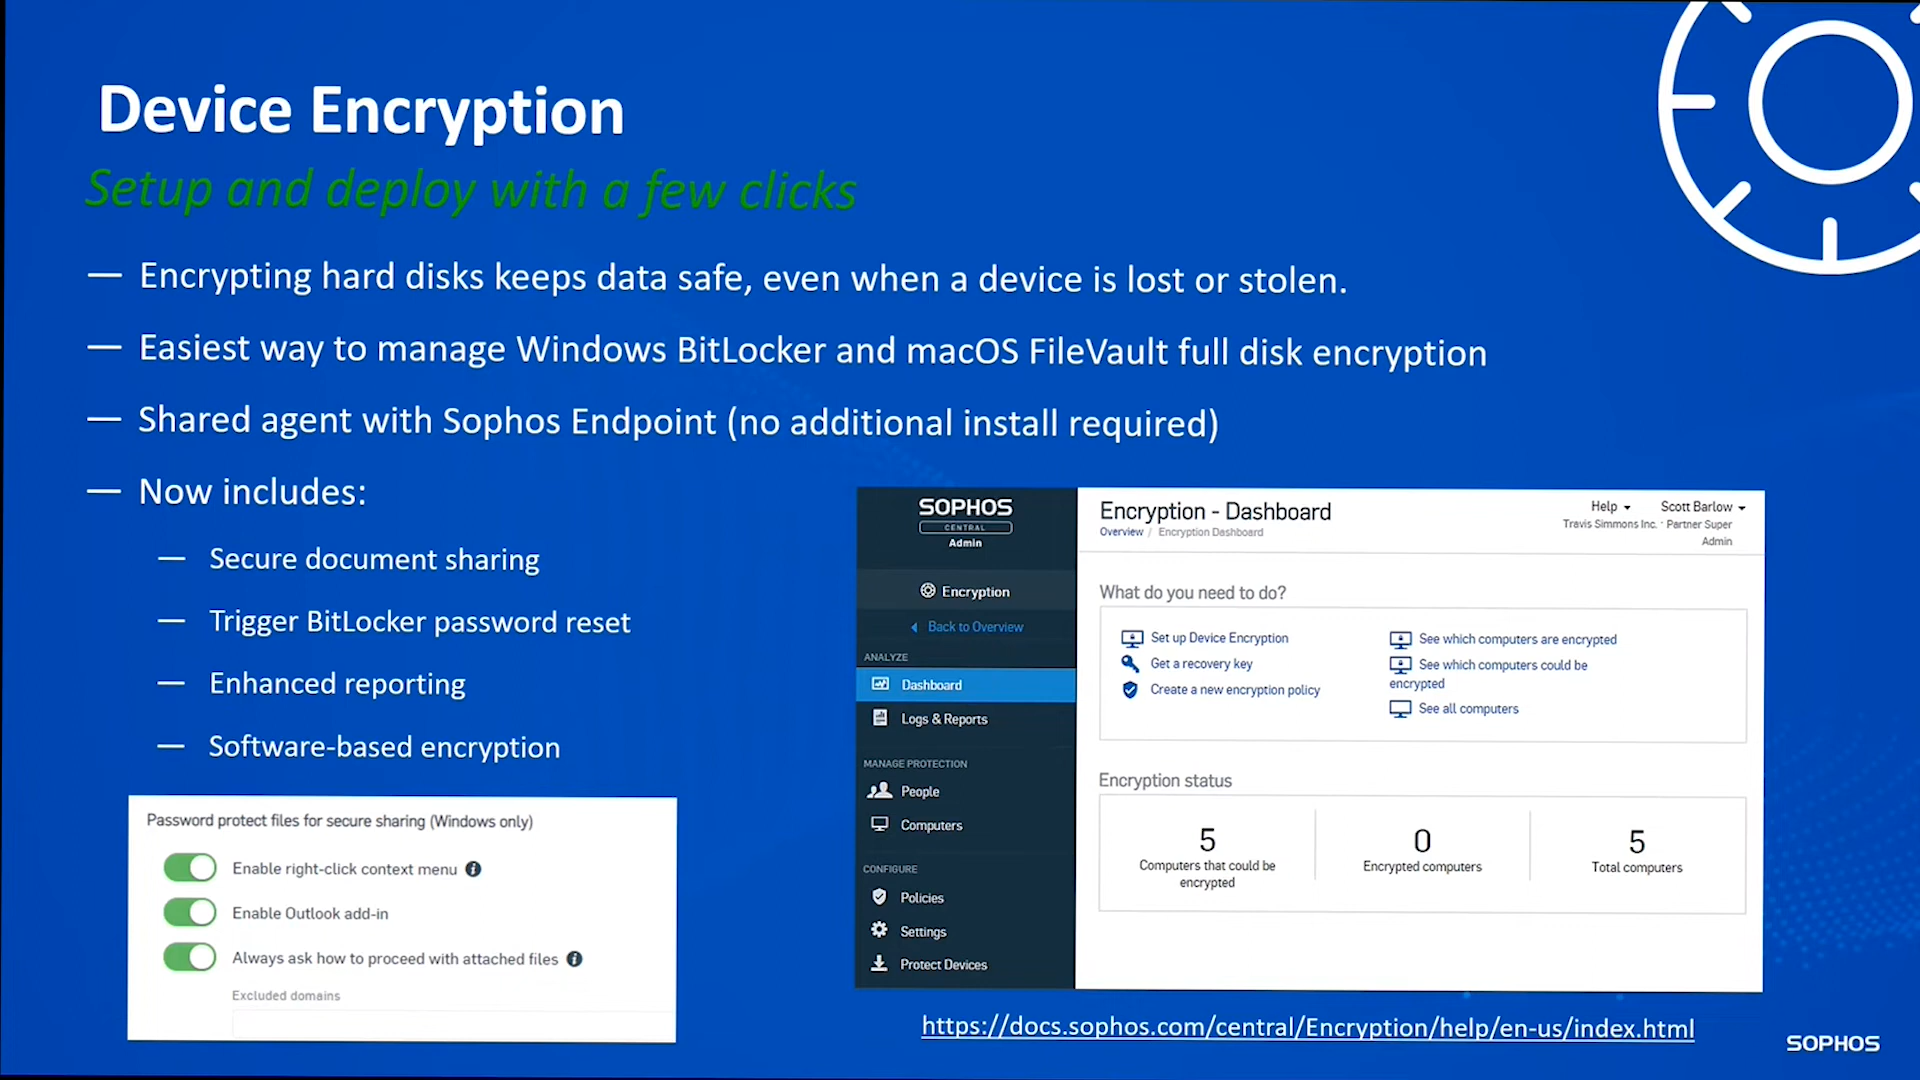 Device Encryption
Setup and deploy with a few clicks
— Encrypting hard disks keeps data safe, even when a device is lost or stolen.
— Easiest way to manage Windows BitLocker and macOS FileVault full disk encryption
— Shared agent with Sophos Endpoint (no additional install required)
— Now includes:
— Secure document sharing
— Trigger BitLocker password reset
— Enhanced reporting
— Software-based encryption
Password protect files for secure sharing (Windows only)
Enable right-click context menu
Enable Outlook add-in
Always ask how to proceed with attached files
Excluded domains
SOPHOS
CENTRAL
Admin
Encryption
Back to Overview
ANALYZE
Dashboard
Logs & Reports
MANAGE PROTECTION
People
Computers
CONFIGURE
Policies
Settings
Protect Devices
Encryption - Dashboard
Overview / Encryption Dashboard
Help
Scott Barlow
Travis Simmons Inc. · Partner Super
Admin
What do you need to do?
Set up Device Encryption
Get a recovery key
Create a new encryption policy
See which computers are encrypted
See which computers could be
encrypted
See all computers
Encryption status
5
Computers that could be
encrypted
0
Encrypted computers
5
Total computers
https://docs.sophos.com/central/Encryption/help/en-us/index.html
SOPHOS